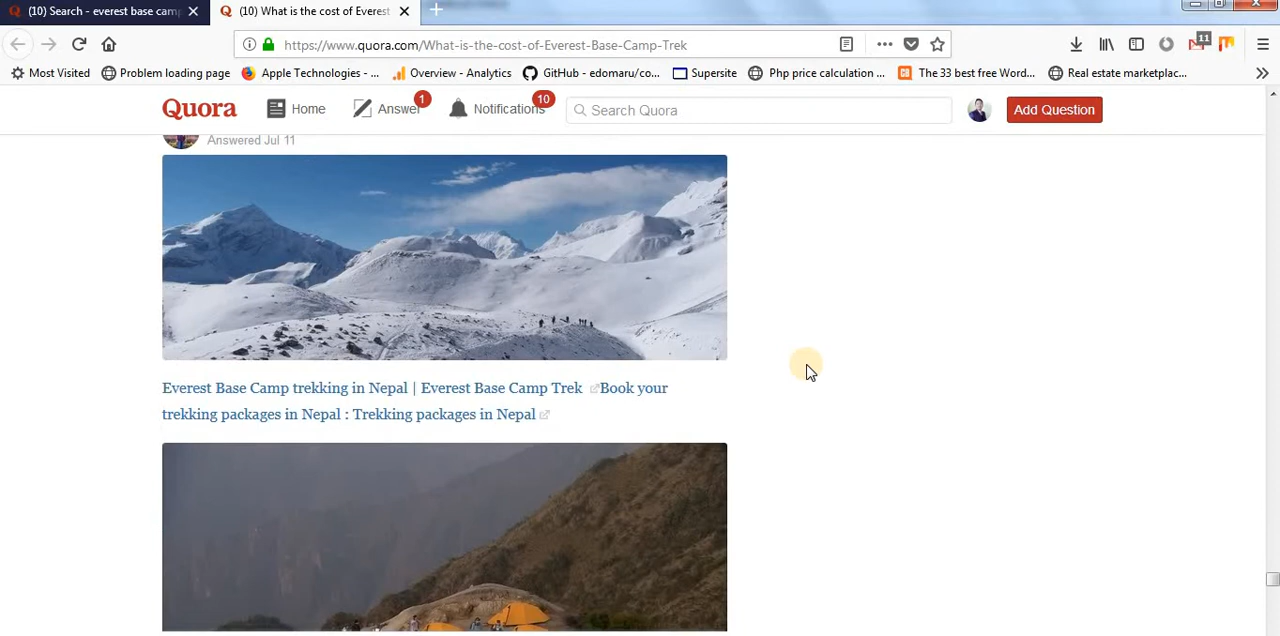 (10) Search - everest base camp
(10) What is the cost of Everest
https://www.quora.com/What-is-the-cost-of-Everest-Base-Camp-Trek
11
Most Visited
Problem loading page
Apple Technologies - ...
Overview - Analytics
GitHub - edomaru/co...
Supersite
Php price calculation ...
The 33 best free Wor...
Real estate marketplac...
Quora
Home
Answer
1
Notifications
10
Search Quora
Add Question
Answered Jul 11
Everest Base Camp trekking in Nepal | Everest Base Camp Trek Book your
trekking packages in Nepal : Trekking packages in Nepal